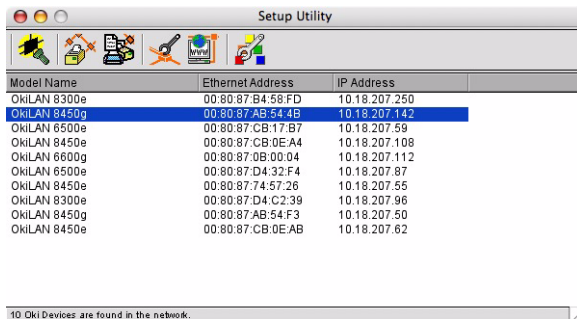 Setup Utility
WWW
Model Name Ethernet Address IP Address
OkiLAN 8300e 00:80:87:B4:58:FD 10.18.207.250
OkiLAN 8450g 00:80:87:AB:54:4B 10.18.207.142
OkiLAN 6500e 00:80:87:CB:17:B7 10.18.207.59
OkiLAN 8450e 00:80:87:CB:0E:A4 10.18.207.108
OkiLAN 6600g 00:80:87:0B:00:04 10.18.207.112
OkiLAN 6500e 00:80:87:D4:32:F4 10.18.207.87
OkiLAN 8450e 00:80:87:74:57:26 10.18.207.55
OkiLAN 8300e 00:80:87:D4:C2:39 10.18.207.96
OkiLAN 8450g 00:80:87:AB:54:F3 10.18.207.50
OkiLAN 8450e 00:80:87:CB:0E:AB 10.18.207.62
10 Oki Devices are found in the network.